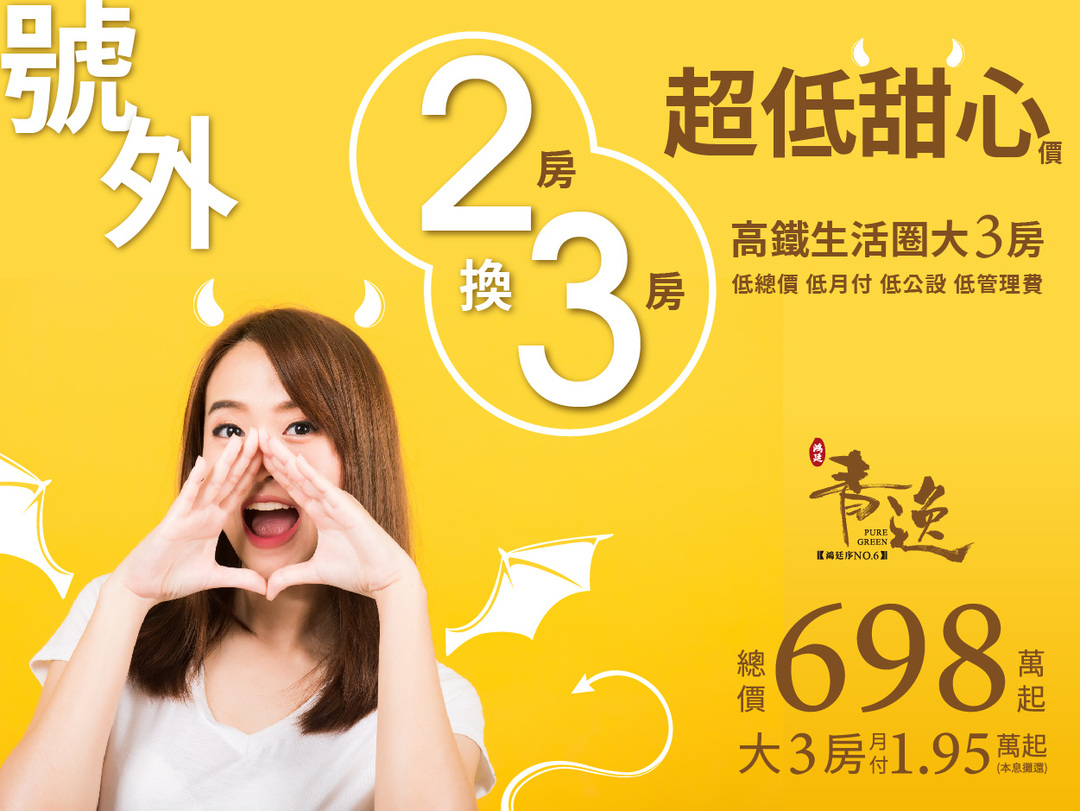 號外
2房
換3房
超低甜心價
高鐵生活圈大3房
低總價 低月付 低公設 低管理費
鴻廷
青逸
PURE
GREEN
【鴻廷序NO.6】
總價698萬起
大3房月付1.95萬起
(本息攤還)